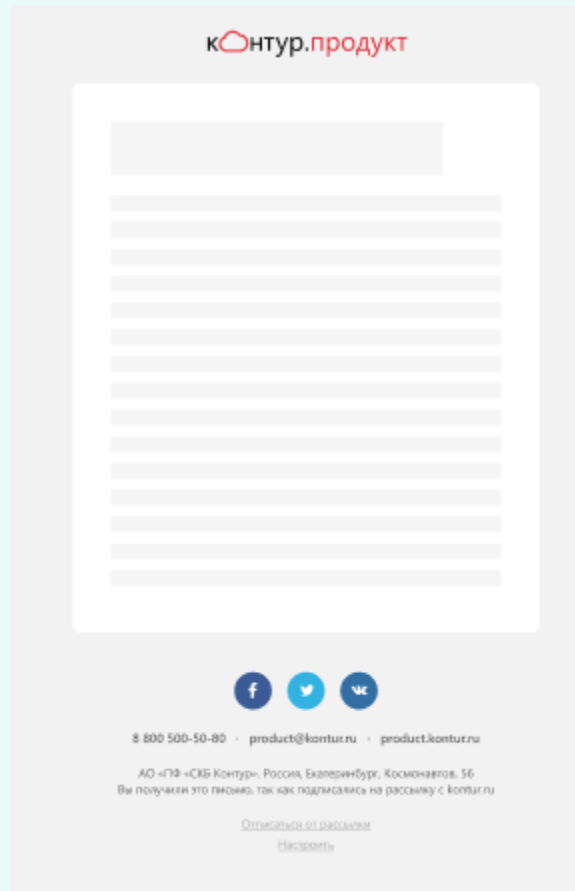 контур.продукт
8 800 500-50-80 · product@kontur.ru · product.kontur.ru
АО «ПФ «СКБ Контур». Россия, Екатеринбург, Космонавтов, 56
Вы получили это письмо, так как подписались на рассылку с kontur.ru
Отписаться от рассылки
Настроить